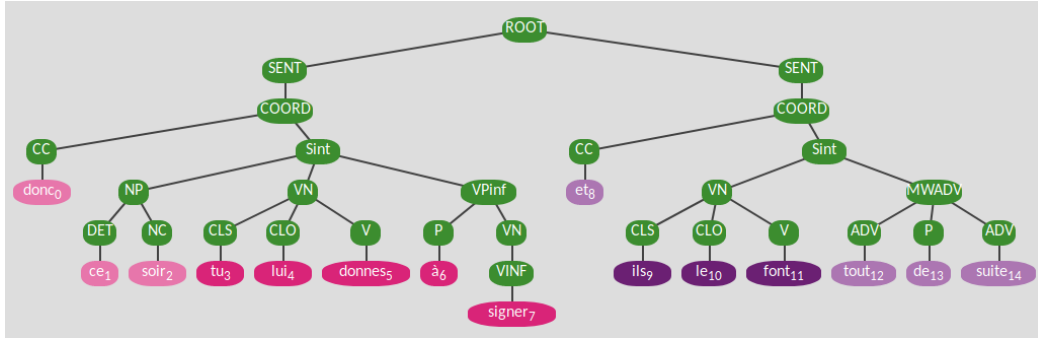 ROOT
SENT SENT
COORD COORD
CC Sint CC Sint
donc0 NP VN VPinf et8 VN MWADV
DET NC CLS CLO V P VN CLS CLO V ADV P ADV
ce1 soir2 tu3 lui4 donnes5 à6 VINF ils9 le10 font11 tout12 de13 suite14
signer7